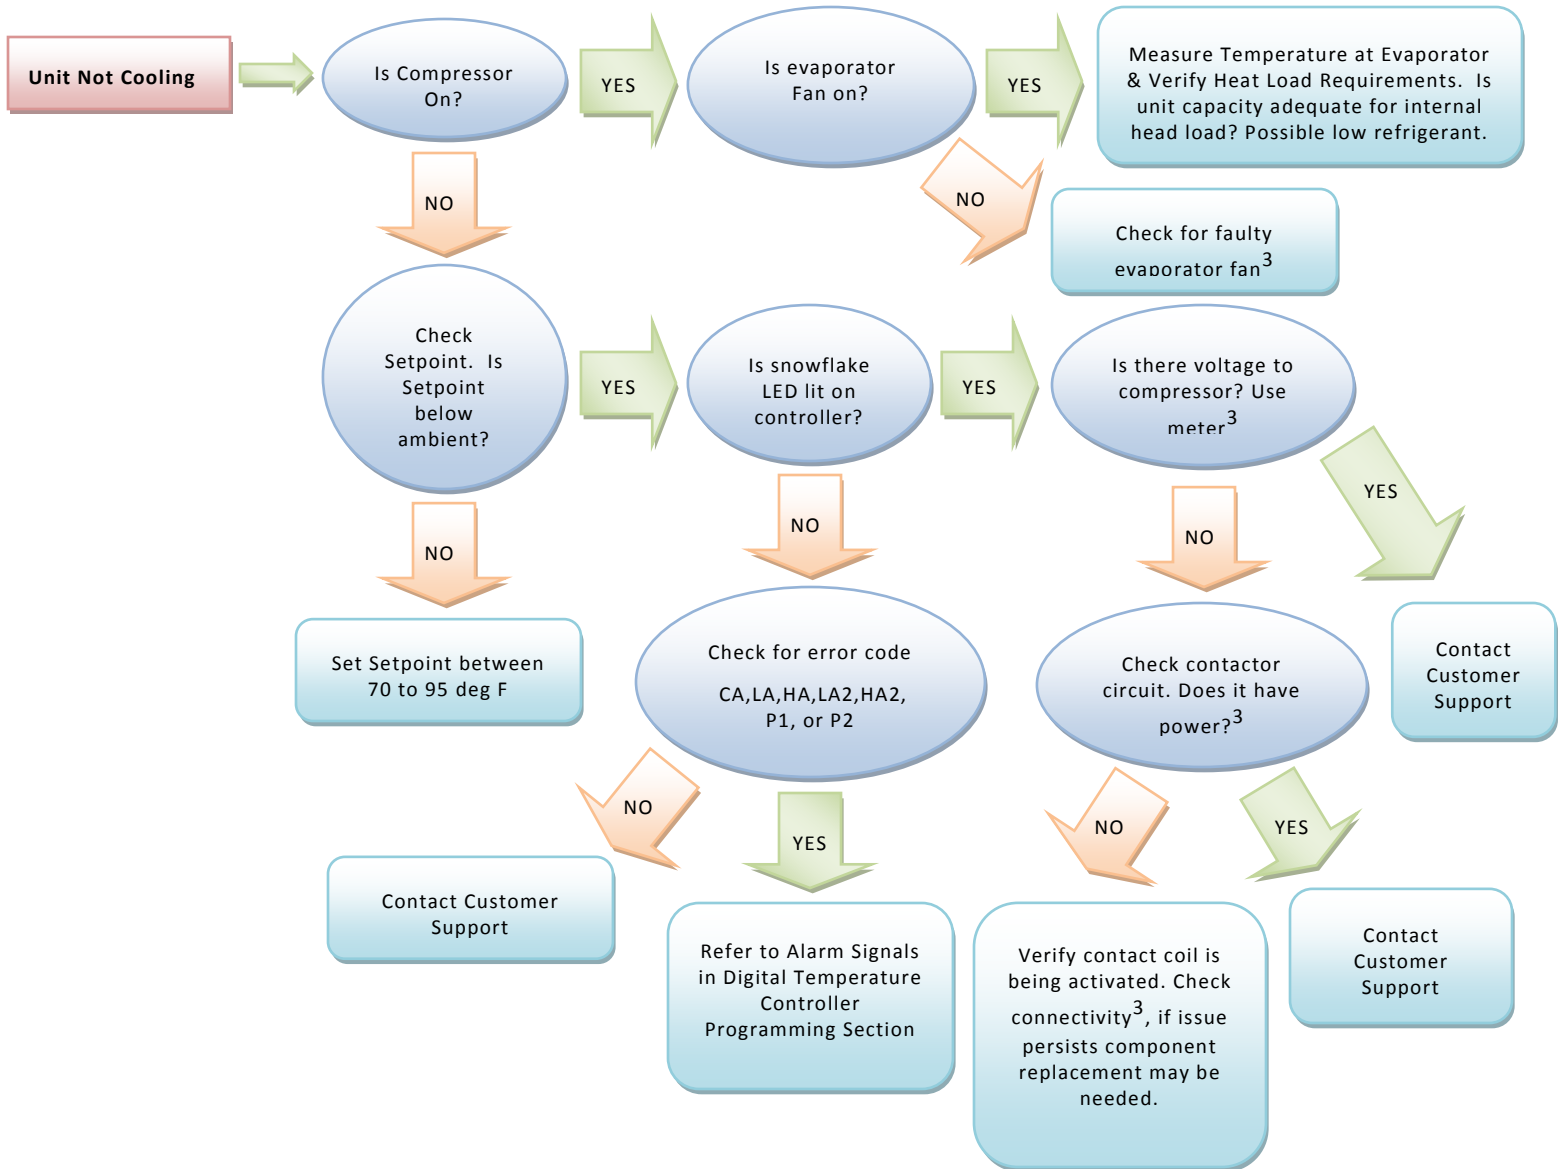 Unit Not Cooling
Is Compressor
On?
YES
Is evaporator
Fan on?
YES
Measure Temperature at Evaporator
& Verify Heat Load Requirements.  Is
unit capacity adequate for internal
head load? Possible low refrigerant.
NO
NO
Check for faulty
evaporator fan3
Check
Setpoint.  Is
Setpoint
below
ambient?
YES
Is snowflake
LED lit on
controller?
YES
Is there voltage to
compressor? Use
meter3
YES
NO
NO
NO
Set Setpoint between
70 to 95 deg F
Check for error code
CA,LA,HA,LA2,HA2,
P1, or P2
Check contactor
circuit. Does it have
power?3
Contact
Customer
Support
NO
YES
NO
YES
Contact Customer
Support
Refer to Alarm Signals
in Digital Temperature
Controller
Programming Section
Verify contact coil is
being activated. Check
connectivity3, if issue
persists component
replacement may be
needed.
Contact
Customer
Support